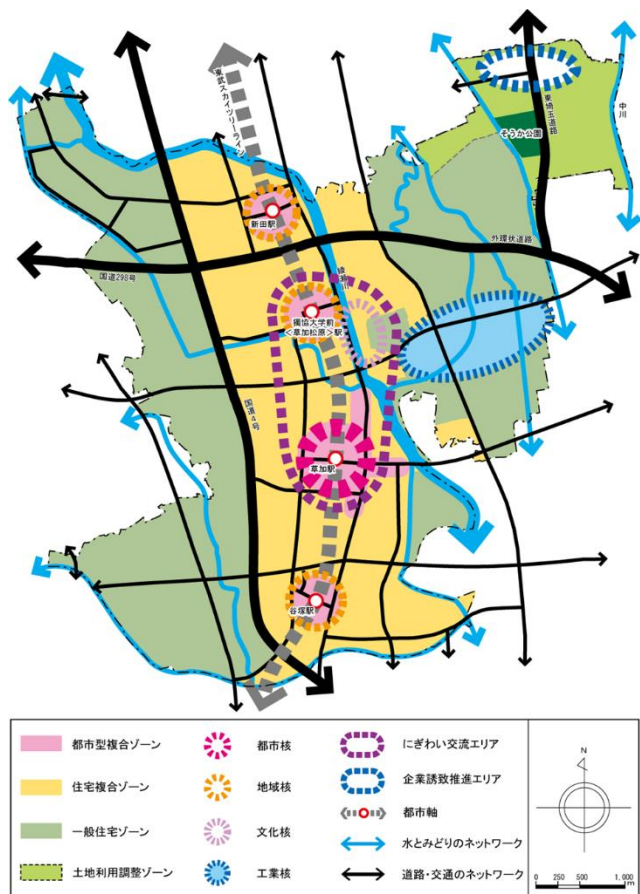 東武スカイツリーライン
東埼玉道路
中川
そうか公園
新田駅
外環状道路
国道298号
綾瀬川
獨協大学前
<草加松原>駅
国道4号
草加駅
谷塚駅
都市型複合ゾーン
住宅複合ゾーン
一般住宅ゾーン
土地利用調整ゾーン
都市核
地域核
文化核
工業核
にぎわい交流エリア
企業誘致推進エリア
都市軸
水とみどりのネットワーク
道路・交通のネットワーク
N
0 250 500 1,000
m